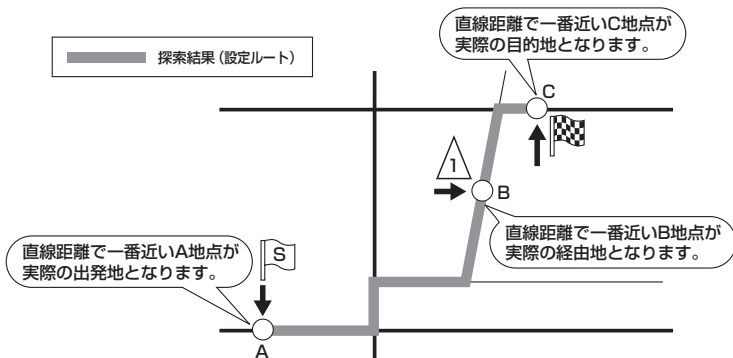 直線距離で一番近いC地点が
実際の目的地となります。
探索結果（設定ルート）
C
1
B
直線距離で一番近いA地点が
実際の出発地となります。
S
直線距離で一番近いB地点が
実際の経由地となります。
A